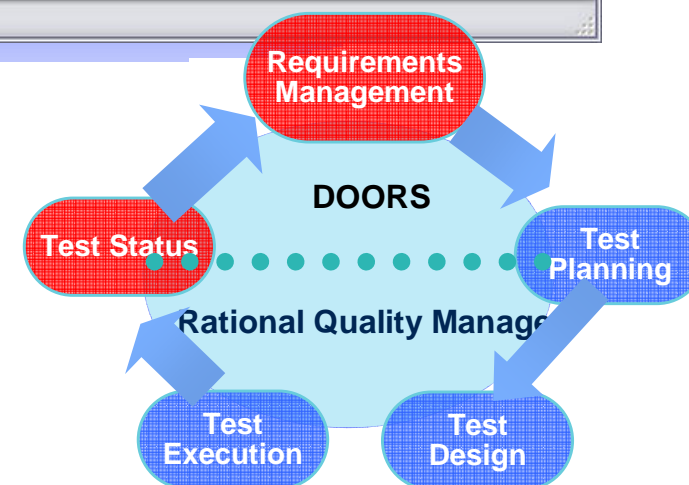 Requirements
Management
DOORS
Test Status
Test
Planning
Rational Quality Manage
Test
Execution
Test
Design